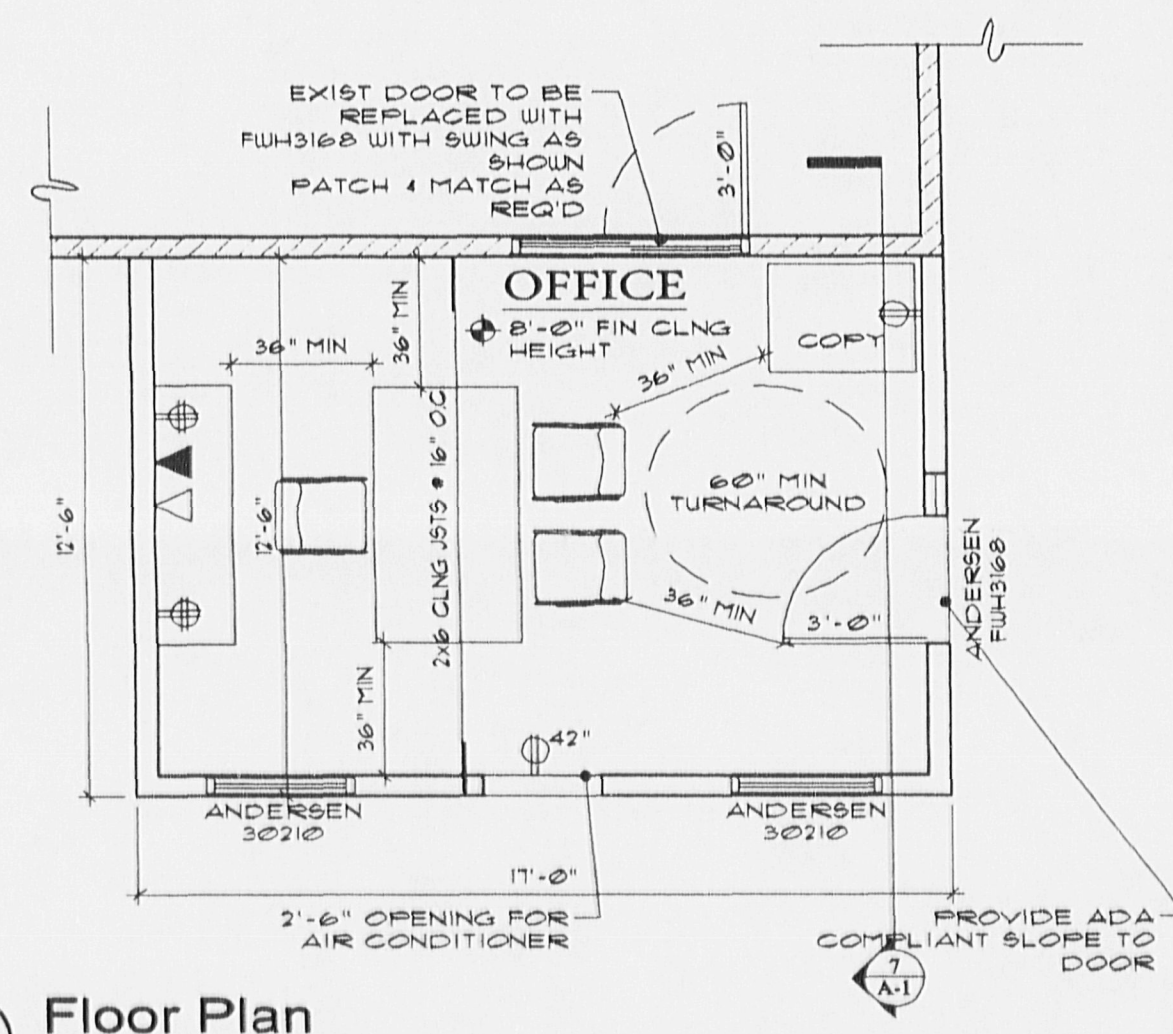 EXIST DOOR TO BE
REPLACED WITH
FWH3168 WITH SWING AS
SHOWN
PATCH & MATCH AS
REQ'D
3'-0"
OFFICE
8'-0" FIN CLNG
HEIGHT
COPY
36" MIN
36" MIN
36" MIN
60" MIN
TURNAROUND
2x6 CLNG JSTS @ 16" O.C
12'-6"
12'-6"
36" MIN
3'-0"
ANDERSEN
FWH3168
36" MIN
42"
ANDERSEN
30210
ANDERSEN
30210
17'-0"
2'-6" OPENING FOR
AIR CONDITIONER
PROVIDE ADA
COMPLIANT SLOPE TO
DOOR
7
A-1
Floor Plan